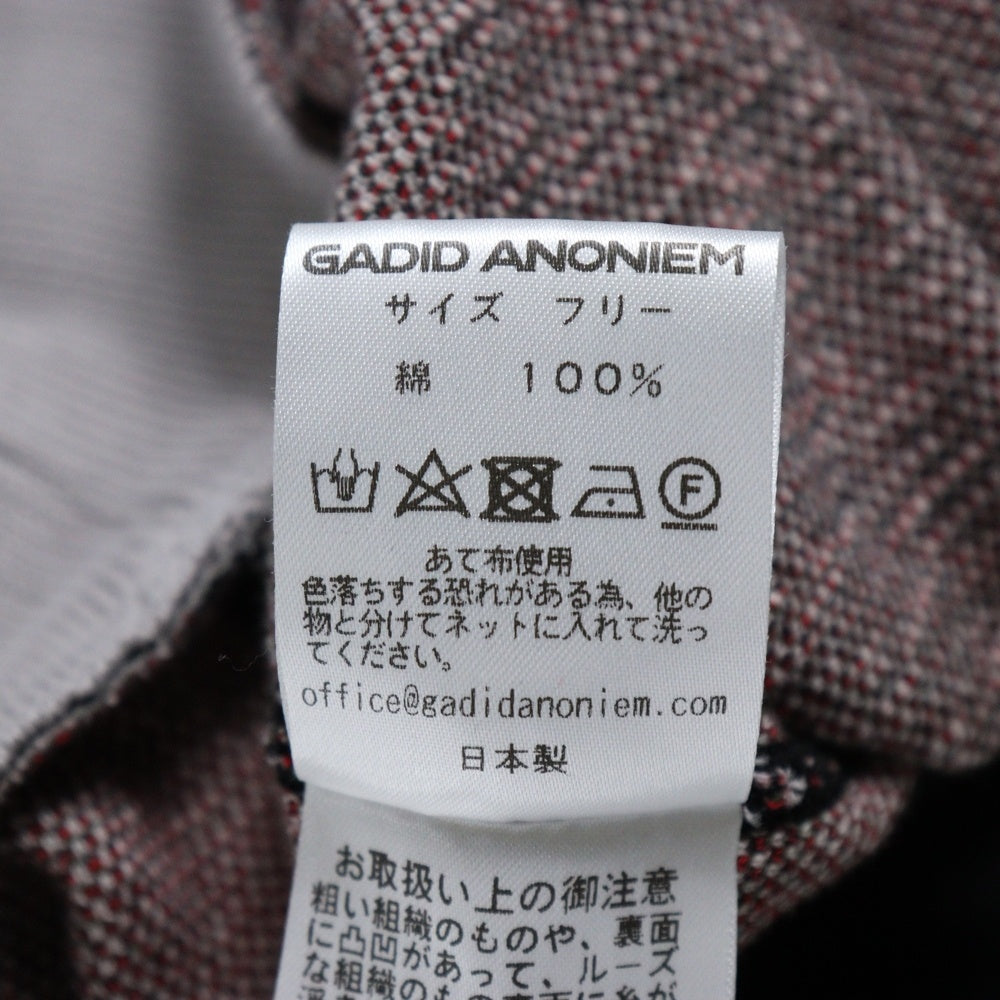 GADID ANONIEM
サイズ　フリー
綿　100%
F
あて布使用
色落ちする恐れがある為、他の
物と分けてネットに入れて洗っ
てください。
office@gadidanoniem.com
日本製
お取扱い上の御注意
粗い組織のものや、裏面
に凸凹があって、ルーズ
な組織のもの